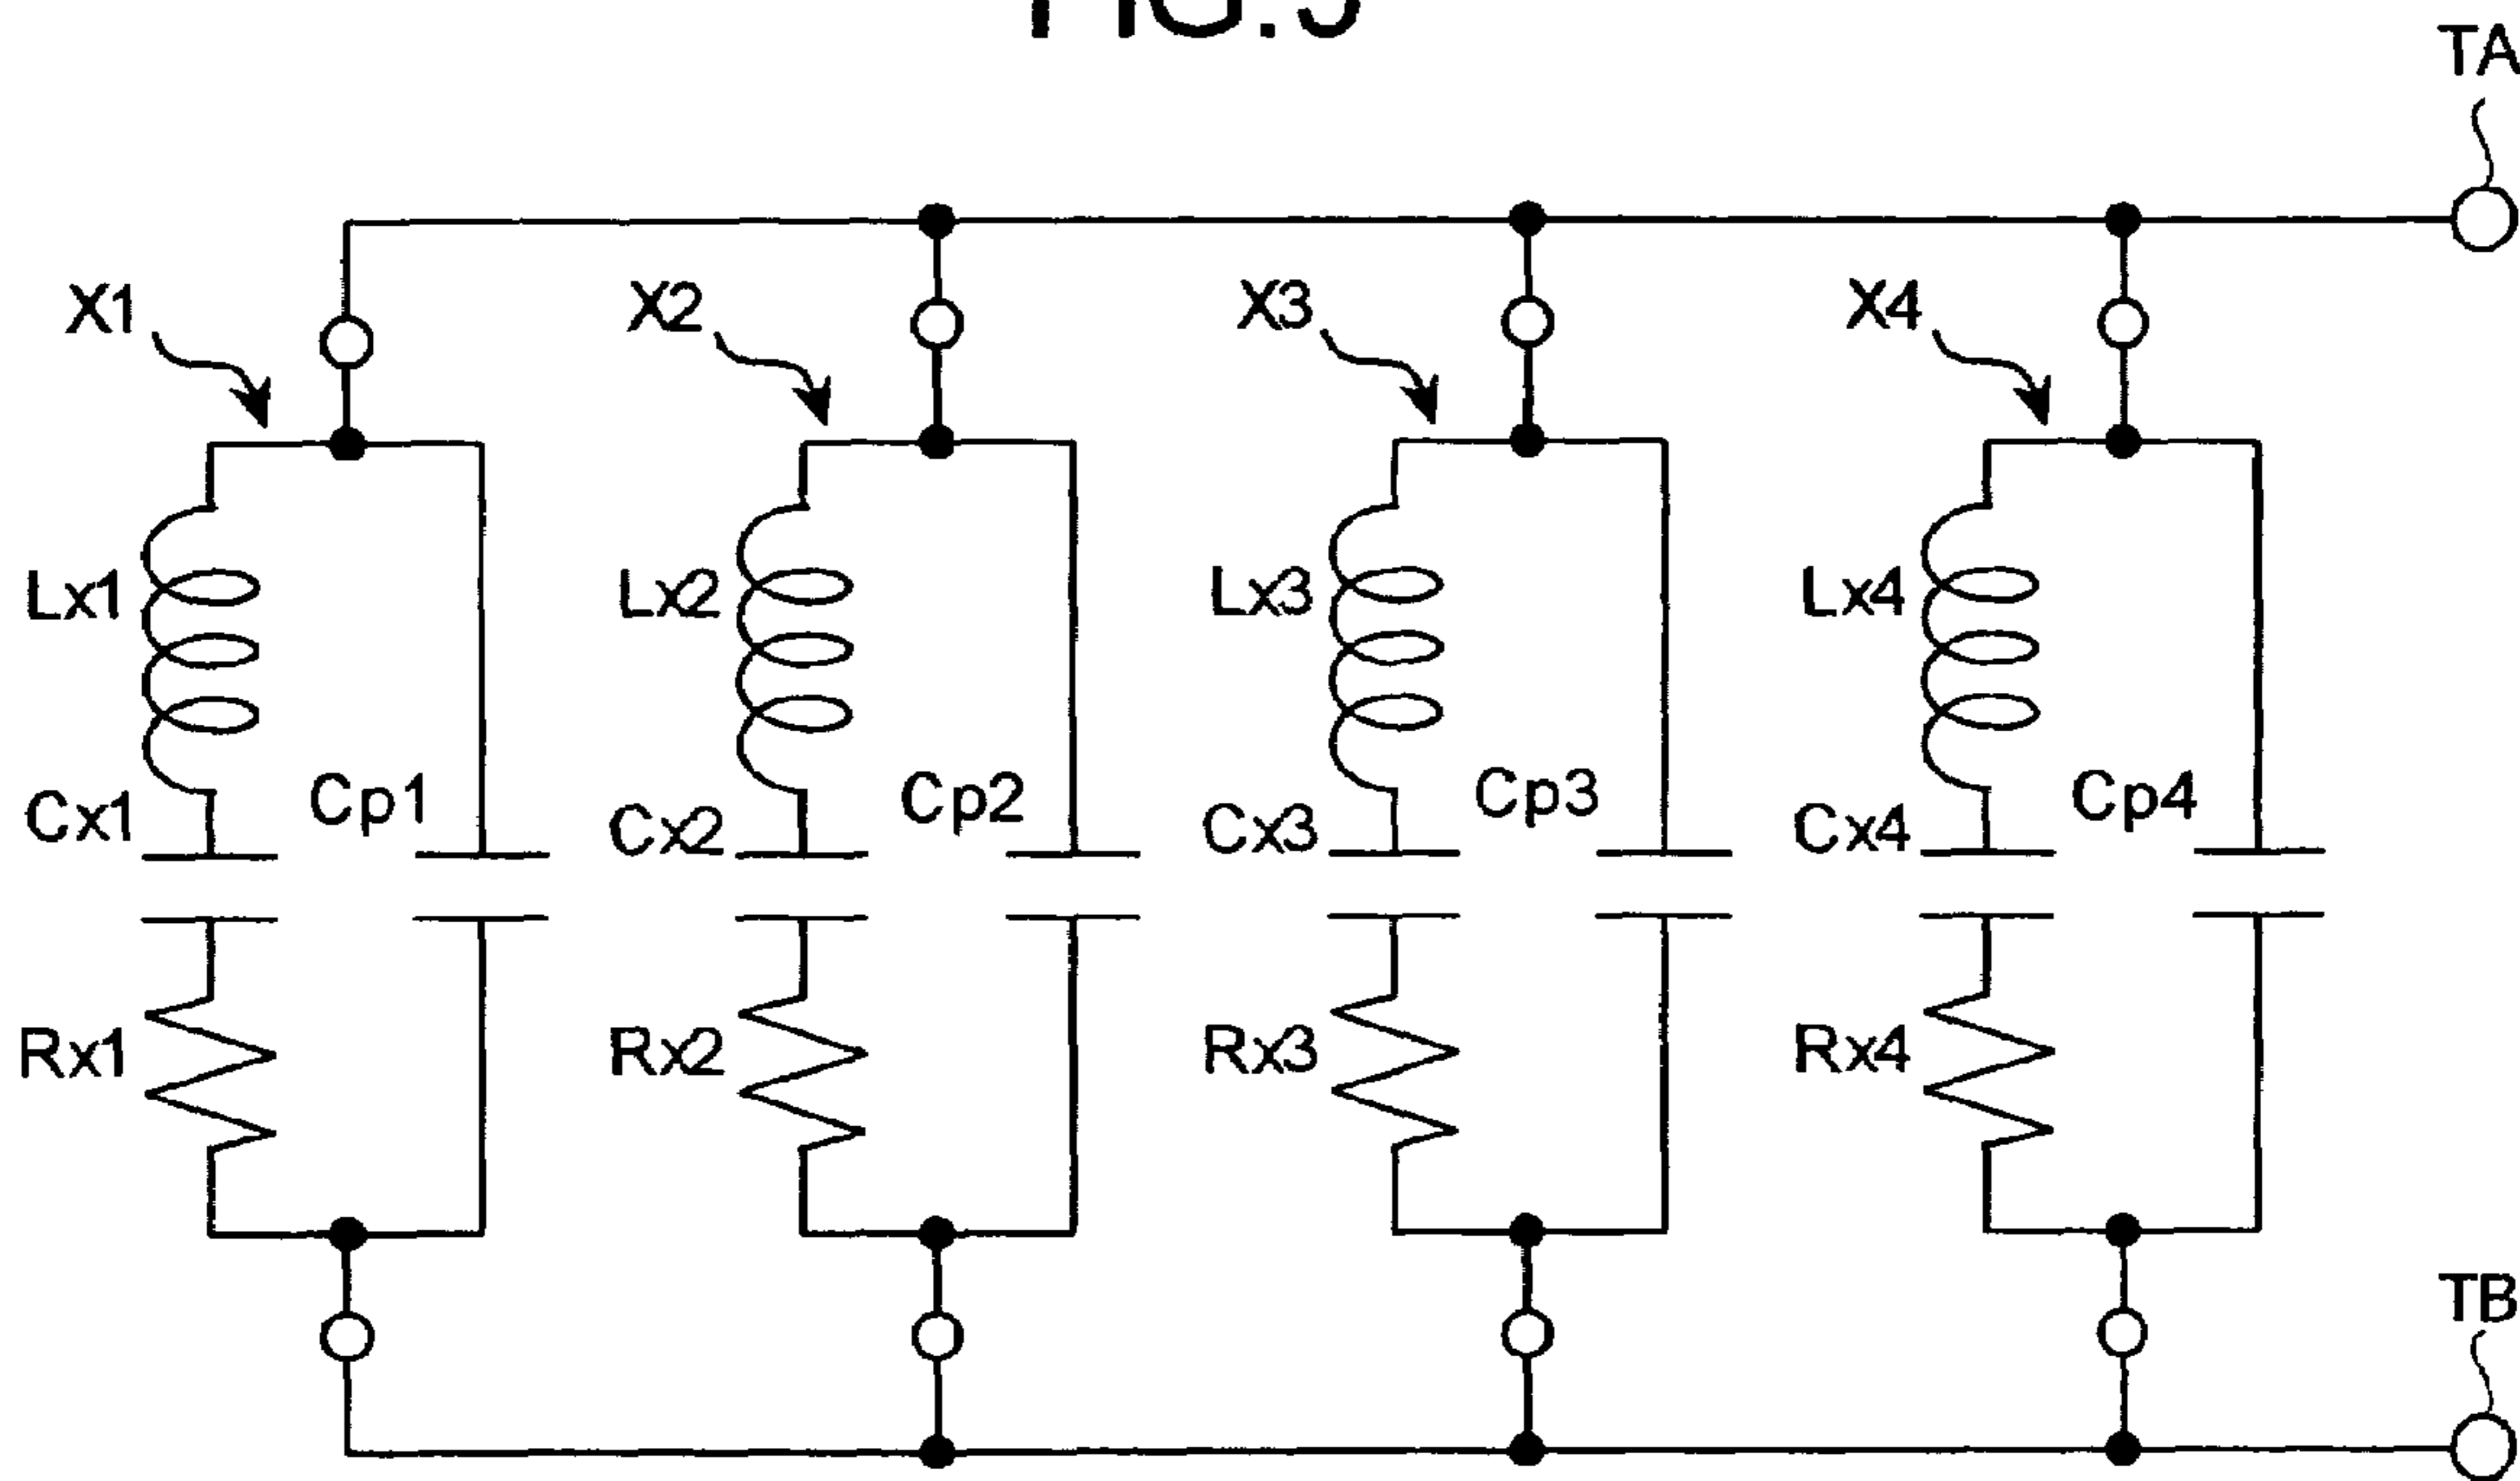 FIG.
TA
X1 X2 X3 X4
Lx1 Lx2 Lx3 Lx4
Cx1 Cp1 Cx2 Cp2 Cx3 Cp3 Cx4 Cp4
Rx1 Rx2 Rx3 Rx4
TB